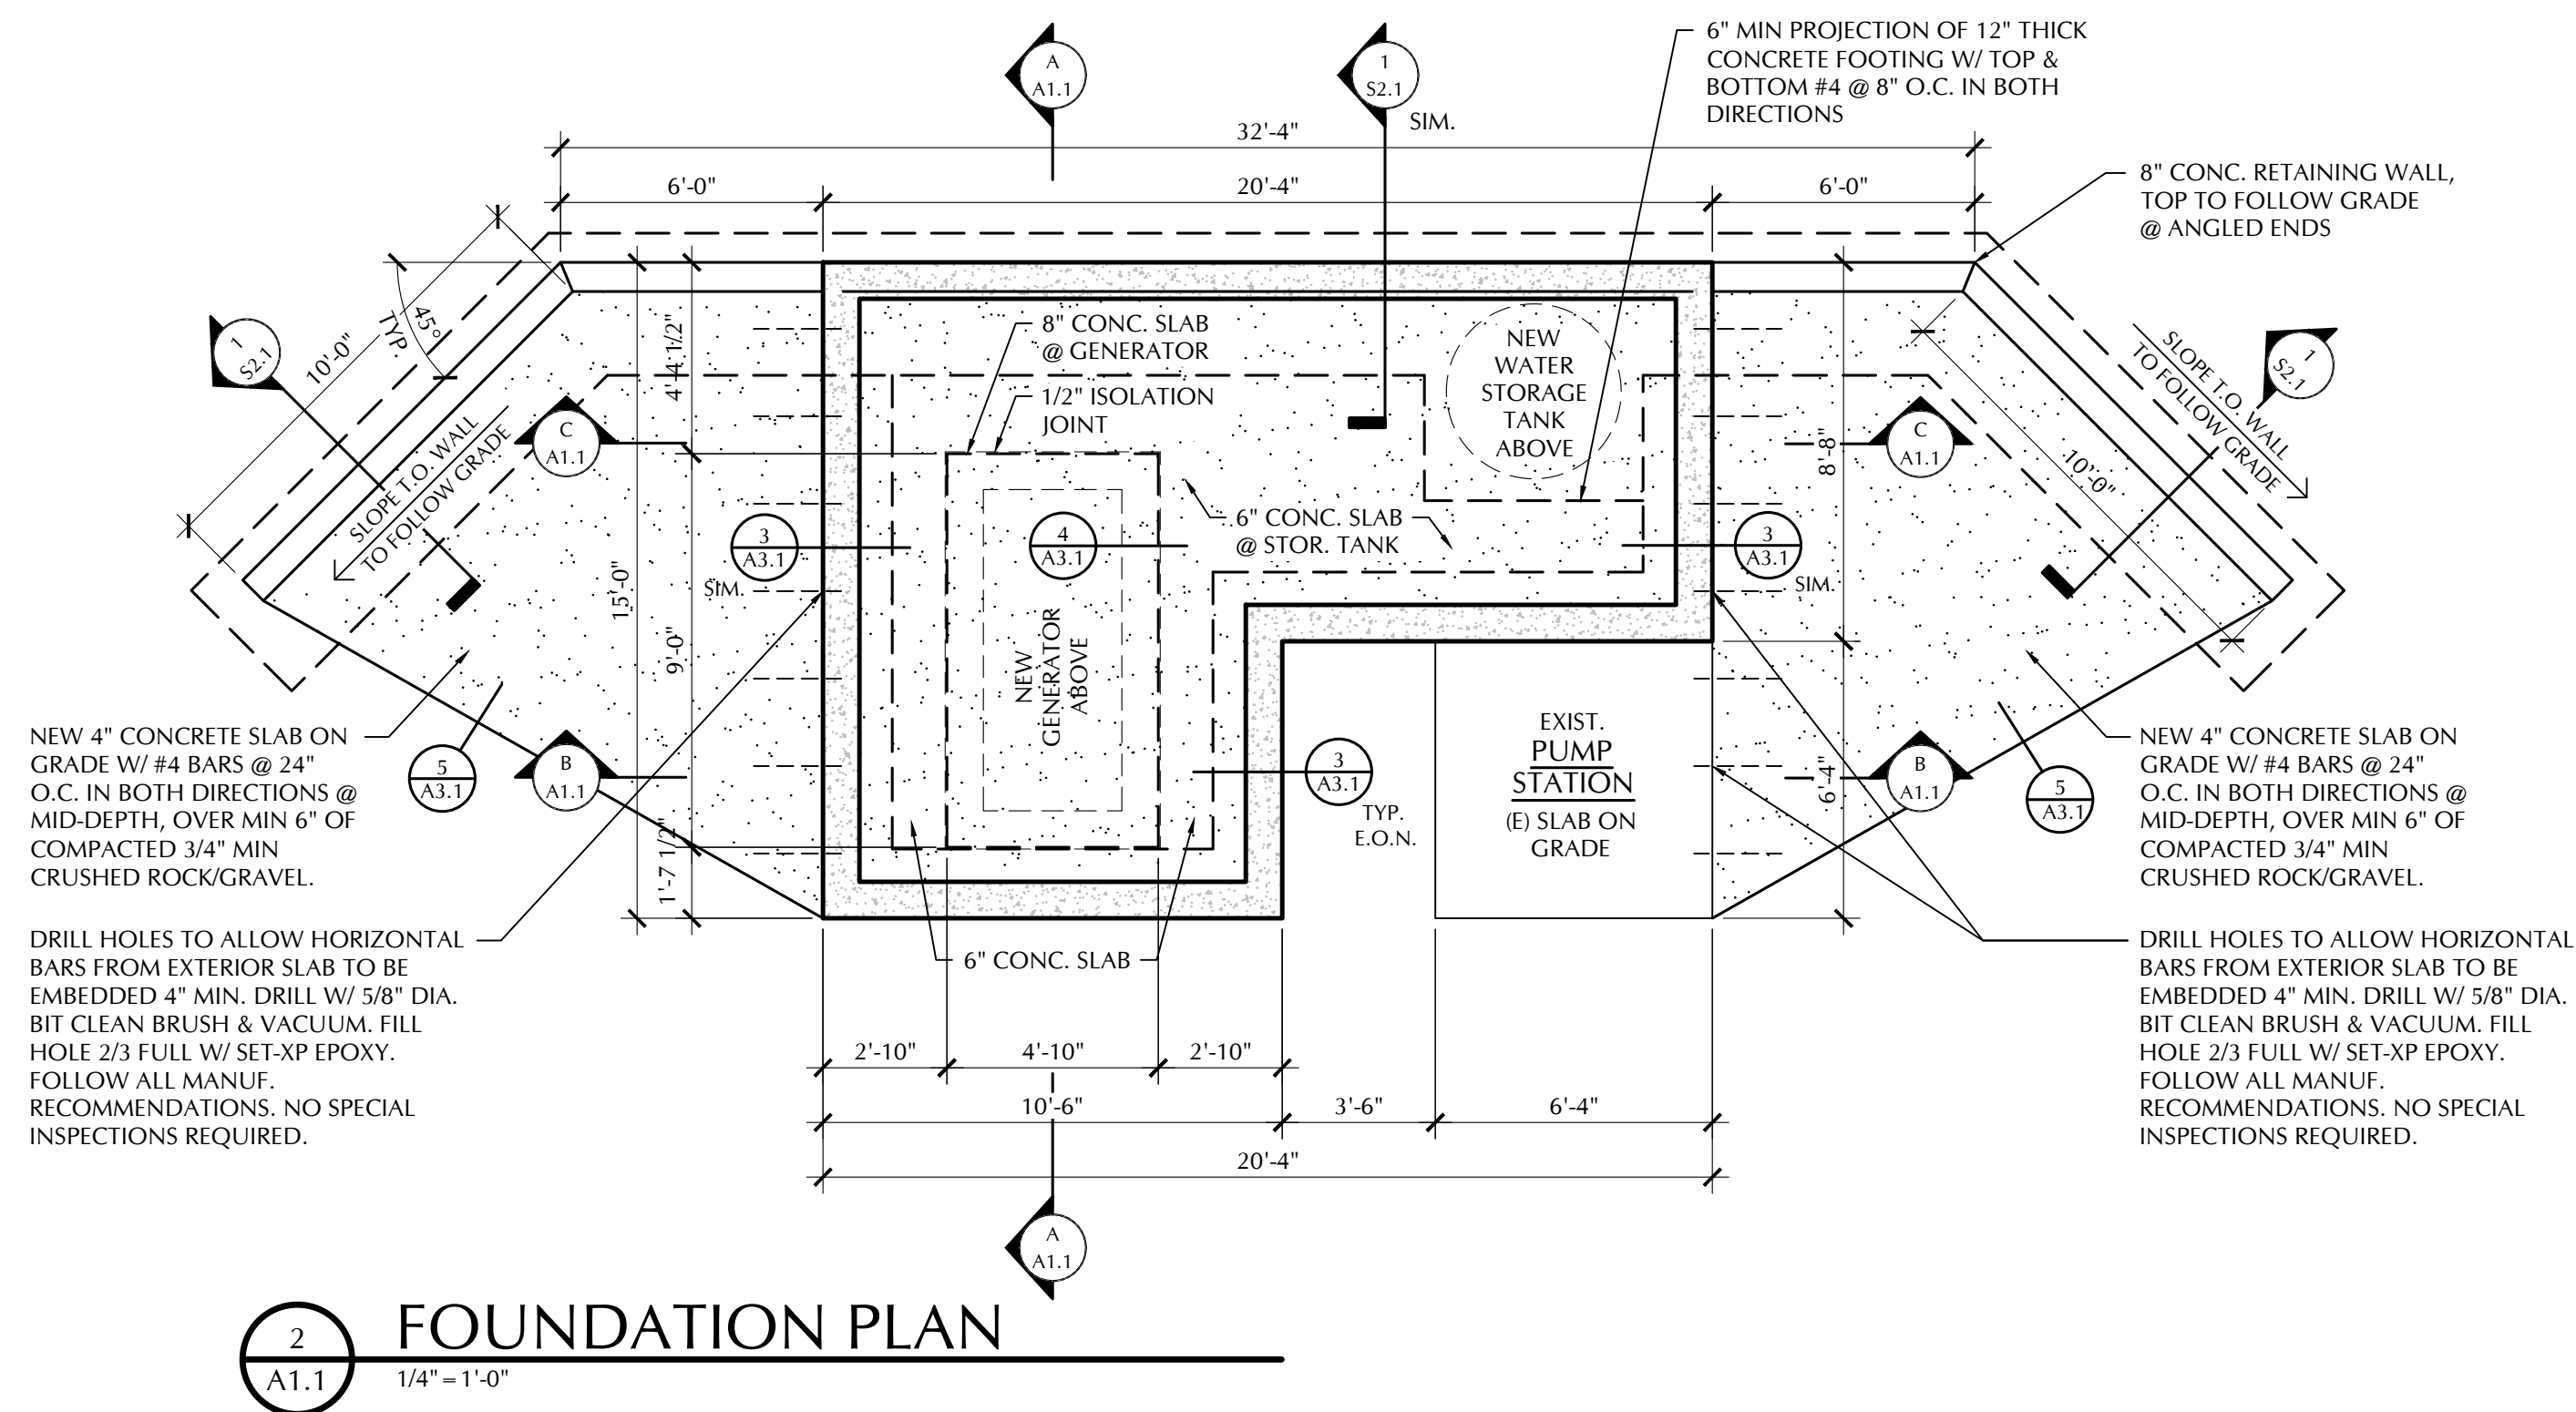 A
A1.1
1
S2.1
SIM.
6" MIN PROJECTION OF 12" THICK
CONCRETE FOOTING W/ TOP &
BOTTOM #4 @ 8" O.C. IN BOTH
DIRECTIONS
32'-4"
6'-0"
20'-4"
6'-0"
8" CONC. RETAINING WALL,
TOP TO FOLLOW GRADE
@ ANGLED ENDS
45°
TYP.
10'-0"
1
S2.1
SLOPE T.O. WALL
TO FOLLOW GRADE
C
A1.1
4'-4 1/2"
15'-0"
9'-0"
1'-7 1/2"
8" CONC. SLAB
@ GENERATOR
1/2" ISOLATION
JOINT
NEW
WATER
STORAGE
TANK
ABOVE
6" CONC. SLAB
@ STOR. TANK
3
A3.1
SIM.
4
A3.1
NEW
GENERATOR
ABOVE
3
A3.1
SIM.
8'-8"
C
A1.1
10'-0"
SLOPE T.O. WALL
TO FOLLOW GRADE
1
S2.1
NEW 4" CONCRETE SLAB ON
GRADE W/ #4 BARS @ 24"
O.C. IN BOTH DIRECTIONS @
MID-DEPTH, OVER MIN 6" OF
COMPACTED 3/4" MIN
CRUSHED ROCK/GRAVEL.
5
A3.1
B
A1.1
3
A3.1
TYP.
E.O.N.
EXIST.
PUMP
STATION
(E) SLAB ON
GRADE
6'-4"
B
A1.1
5
A3.1
NEW 4" CONCRETE SLAB ON
GRADE W/ #4 BARS @ 24"
O.C. IN BOTH DIRECTIONS @
MID-DEPTH, OVER MIN 6" OF
COMPACTED 3/4" MIN
CRUSHED ROCK/GRAVEL.
DRILL HOLES TO ALLOW HORIZONTAL
BARS FROM EXTERIOR SLAB TO BE
EMBEDDED 4" MIN. DRILL W/ 5/8" DIA.
BIT CLEAN BRUSH & VACUUM. FILL
HOLE 2/3 FULL W/ SET-XP EPOXY.
FOLLOW ALL MANUF.
RECOMMENDATIONS. NO SPECIAL
INSPECTIONS REQUIRED.
6" CONC. SLAB
DRILL HOLES TO ALLOW HORIZONTAL
BARS FROM EXTERIOR SLAB TO BE
EMBEDDED 4" MIN. DRILL W/ 5/8" DIA.
BIT CLEAN BRUSH & VACUUM. FILL
HOLE 2/3 FULL W/ SET-XP EPOXY.
FOLLOW ALL MANUF.
RECOMMENDATIONS. NO SPECIAL
INSPECTIONS REQUIRED.
2'-10"
4'-10"
2'-10"
10'-6"
3'-6"
6'-4"
20'-4"
A
A1.1
2
A1.1
FOUNDATION PLAN
1/4" = 1'-0"